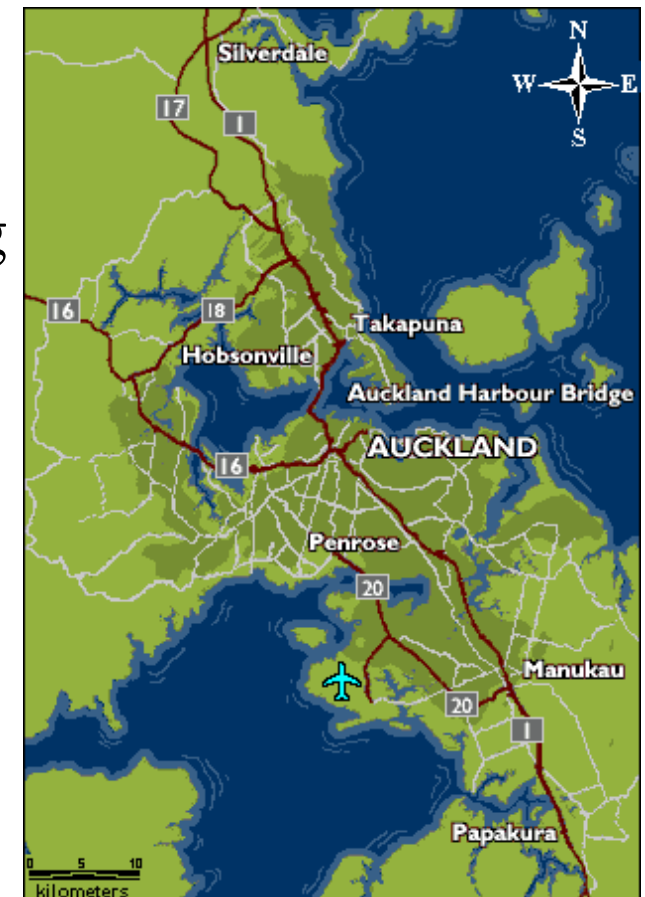 N
Silverdale
W E
17
1
S
g
16
18
Takapuna
Hobsonville
Auckland Harbour Bridge
AUCKLAND
16
Penrose
20
Manukau
20
1
Papakura
0 5 10
kilometers